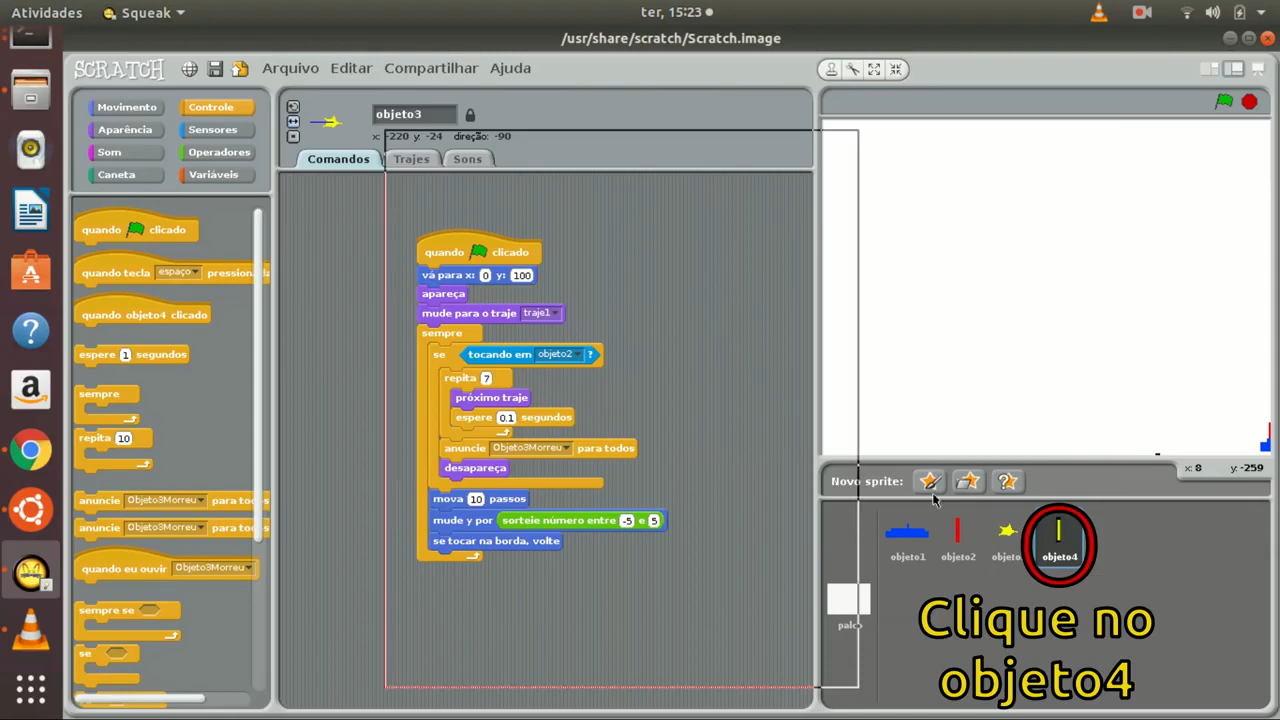 Atividades
Squeak
ter, 15:23
/usr/share/scratch/Scratch.image
SCRATCH
Arquivo
Editar
Compartilhar
Ajuda
Movimento
Controle
Aparência
Sensores
Som
Operadores
Caneta
Variáveis
quando clicado
quando tecla espaço pression
quando objeto4 clicado
espere 1 segundos
sempre
repita 10
anuncie Objeto3Morreu para todo
anuncie Objeto3Morreu para todo
quando eu ouvir Objeto3Morreu
sempre se
se
objeto3
x: -220 y: -24 direção: -90
Comandos
Trajes
Sons
quando clicado
vá para x: 0 y: 100
apareça
mude para o traje traje1
sempre
se tocando em objeto2 ?
repita 7
próximo traje
espere 0.1 segundos
anuncie Objeto3Morreu para todos
desapareça
mova 10 passos
mude y por sorteie número entre -5 e 5
se tocar na borda, volte
x: 8 y: -259
Novo sprite:
objeto1
objeto2
objeto
objeto4
palco
Clique no
objeto4